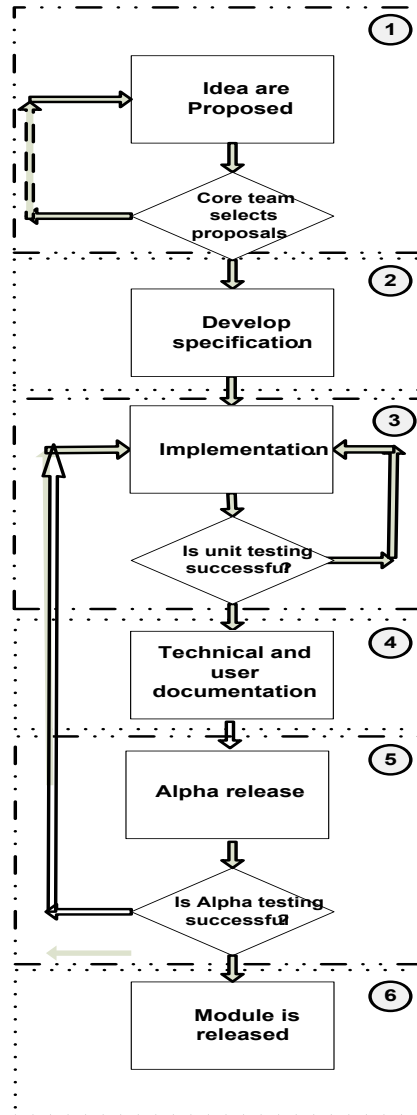 1
Idea are
Proposed
Core team
selects
proposals
2
Develop
specification.
3
Implementation.
Is unit testing
successful?
4
Technical and
user
documentation
5
Alpha release
Is Alpha testing
successful?
6
Module is
released